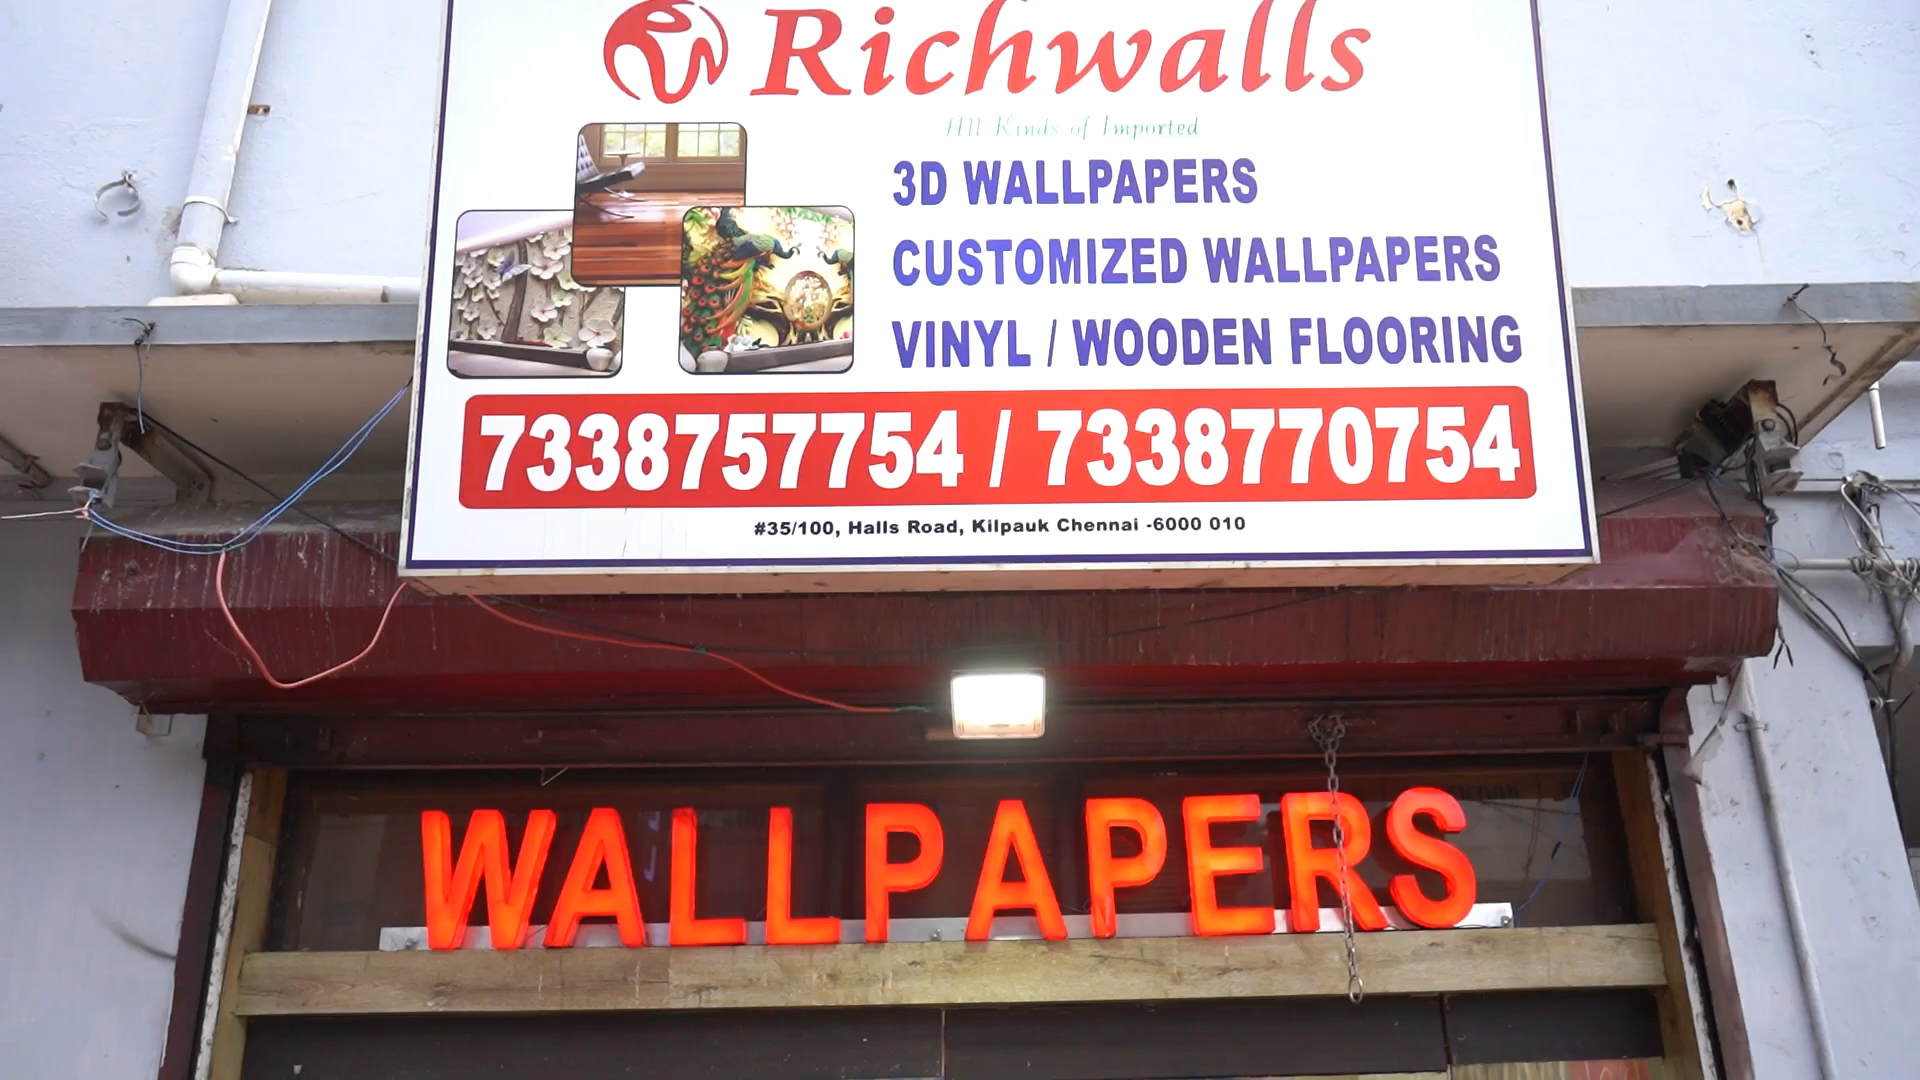 RW Richwalls
All Kinds of Imported
3D WALLPAPERS
CUSTOMIZED WALLPAPERS
VINYL / WOODEN FLOORING
7338757754 / 7338770754
#35/100, Halls Road, Kilpauk Chennai -6000 010
WALLPAPERS